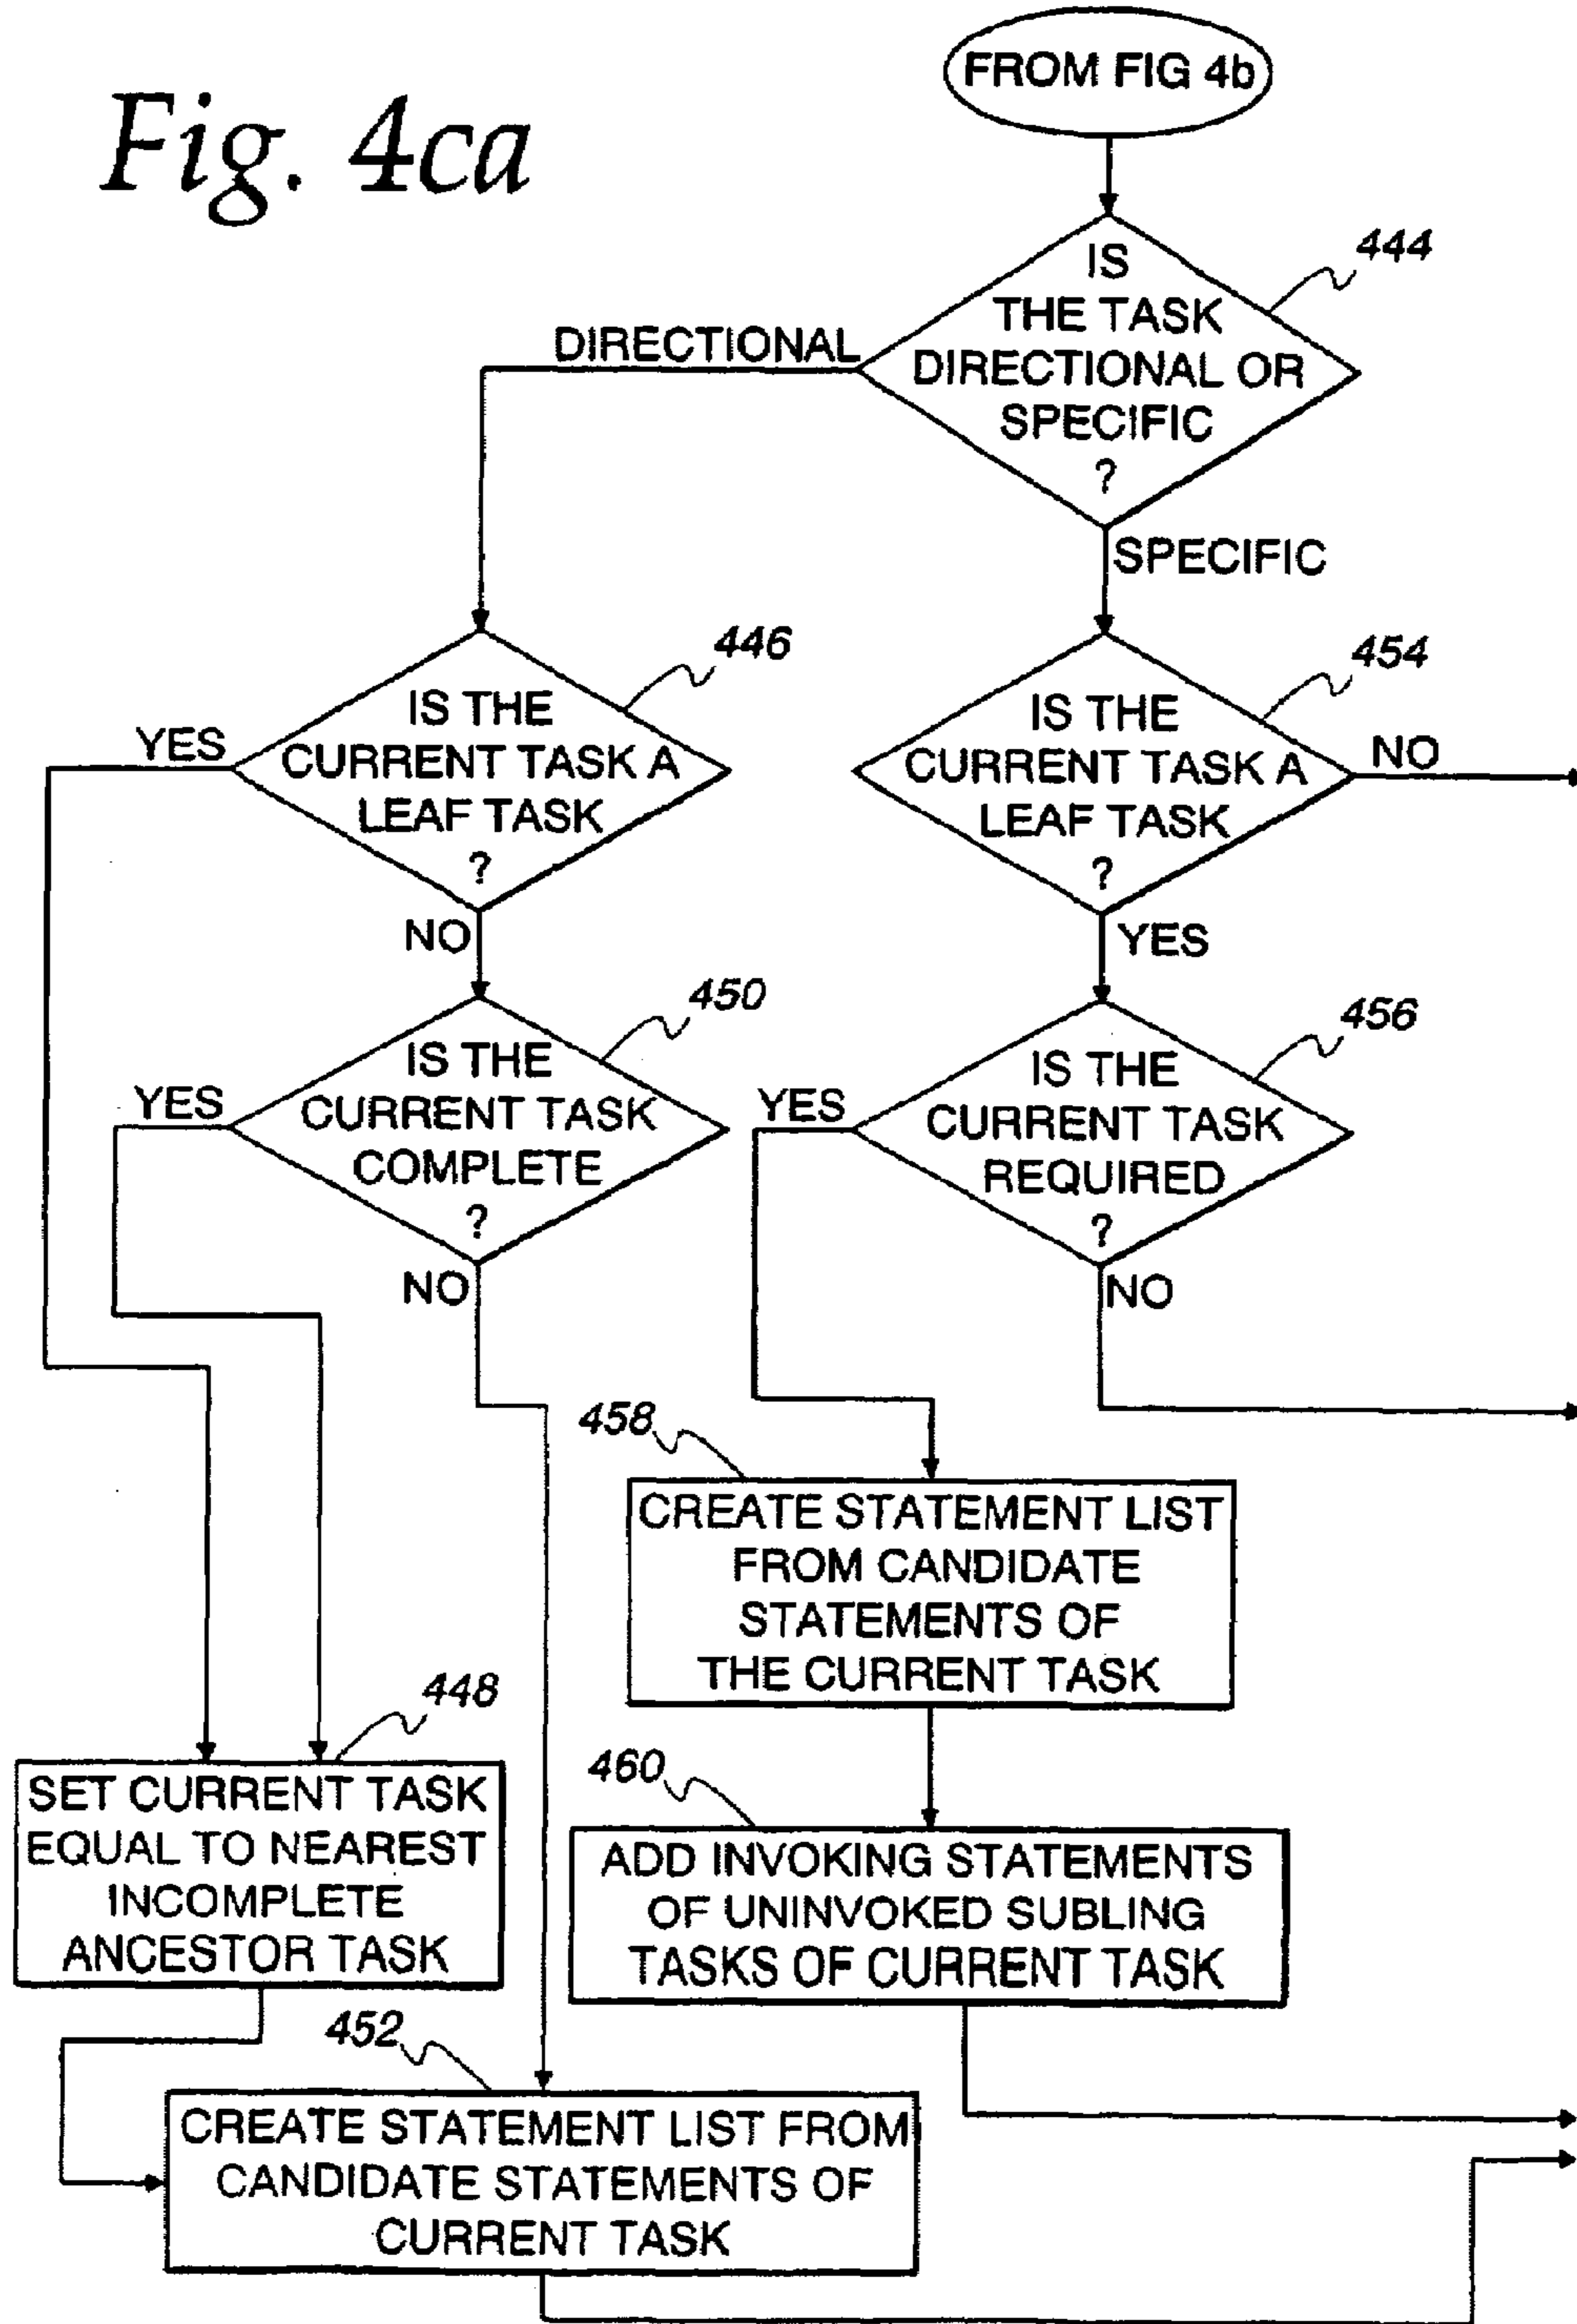 Fig. 4ca
FROM FIG 4b
444
IS
THE TASK
DIRECTIONAL OR
SPECIFIC
?
DIRECTIONAL
SPECIFIC
446
IS THE
CURRENT TASK A
LEAF TASK
?
YES
NO
454
IS THE
CURRENT TASK A
LEAF TASK
?
NO
YES
450
IS THE
CURRENT TASK
COMPLETE
?
YES
NO
456
IS THE
CURRENT TASK
REQUIRED
?
YES
NO
458
CREATE STATEMENT LIST
FROM CANDIDATE
STATEMENTS OF
THE CURRENT TASK
448
SET CURRENT TASK
EQUAL TO NEAREST
INCOMPLETE
ANCESTOR TASK
460
ADD INVOKING STATEMENTS
OF UNINVOKED SUBLING
TASKS OF CURRENT TASK
452
CREATE STATEMENT LIST FROM
CANDIDATE STATEMENTS OF
CURRENT TASK